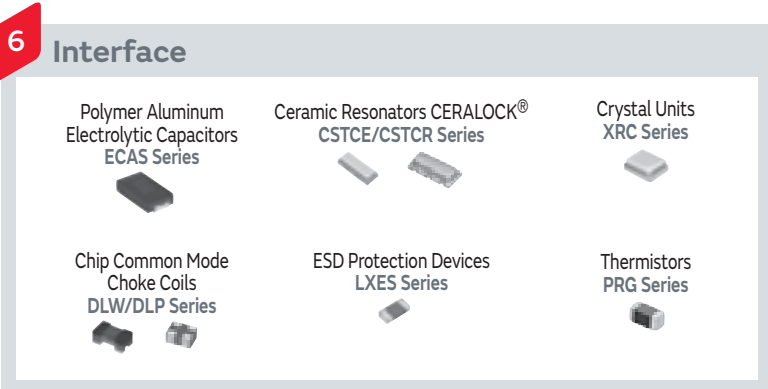 6
Interface
Polymer Aluminum
Electrolytic Capacitors
ECAS Series
Ceramic Resonators CERALOCK®
CSTCE/CSTCR Series
Crystal Units
XRC Series
Chip Common Mode
Choke Coils
DLW/DLP Series
ESD Protection Devices
LXES Series
Thermistors
PRG Series